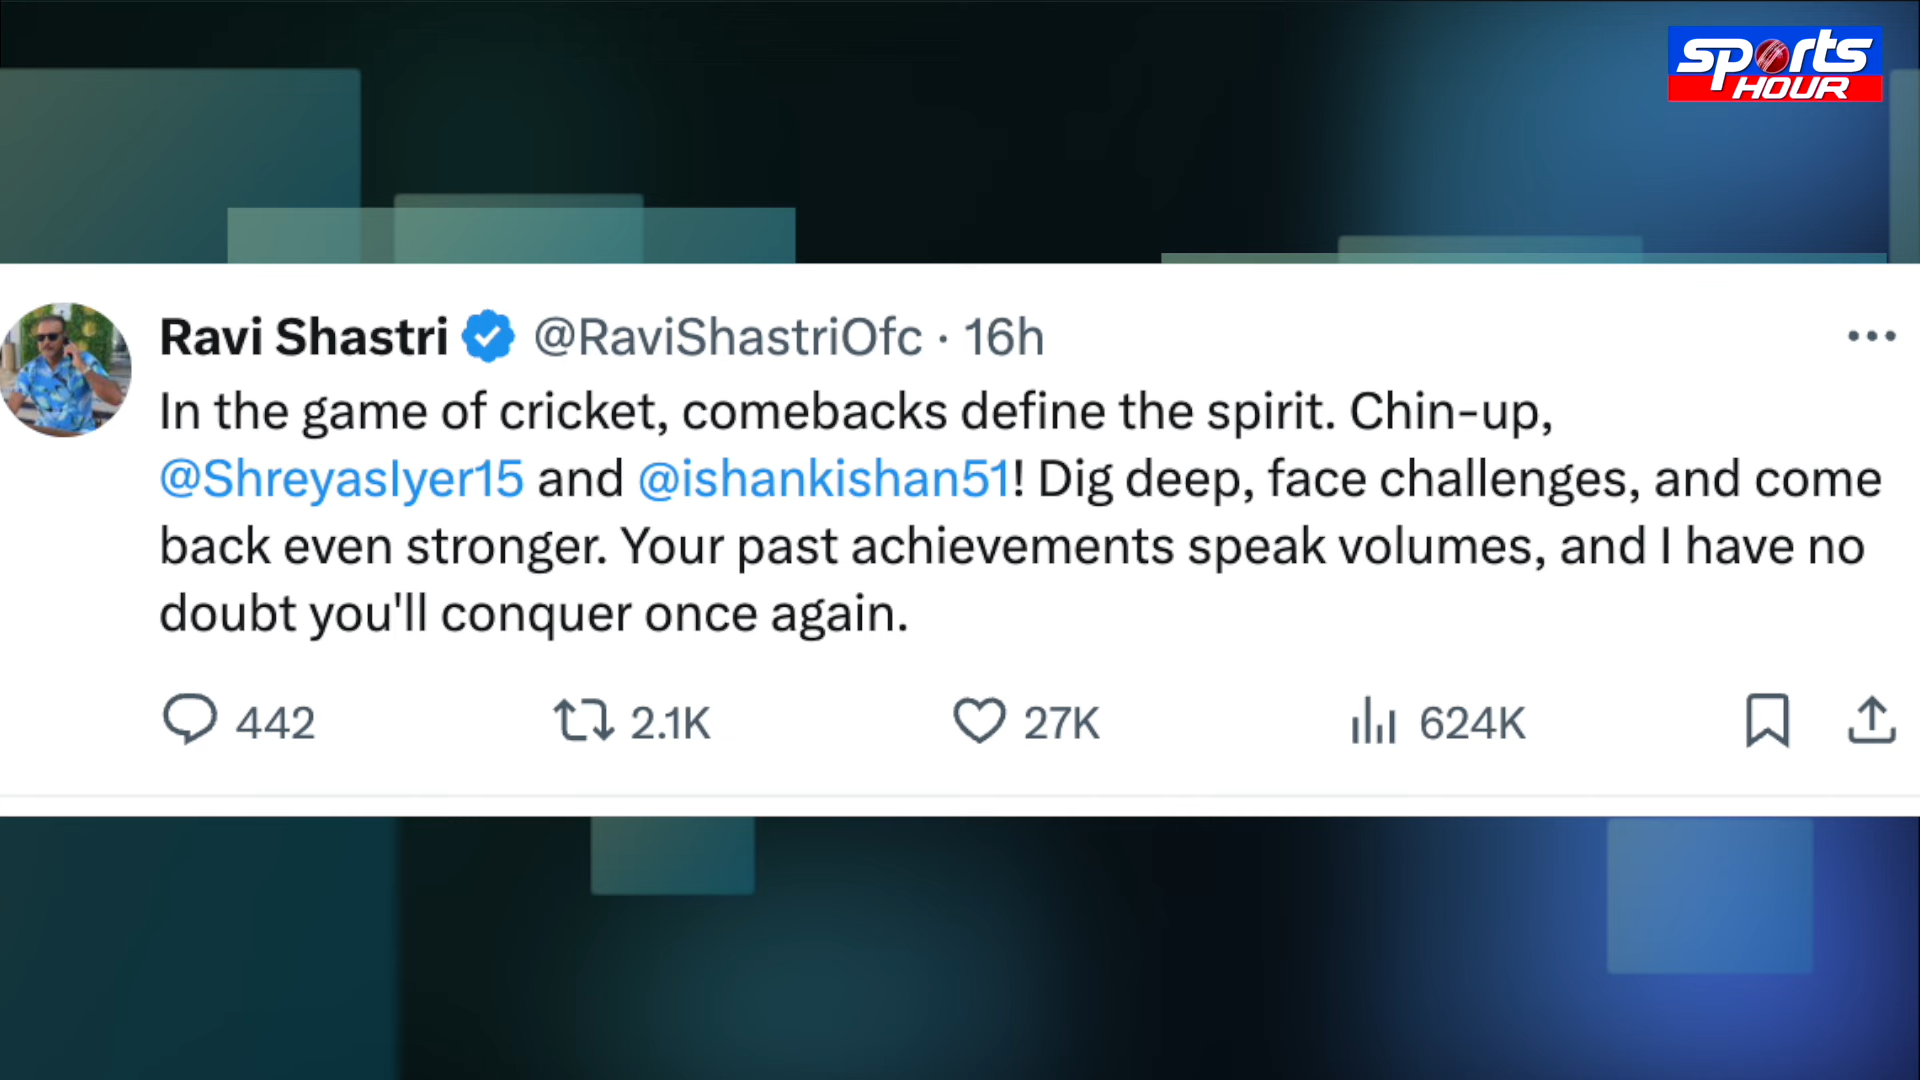 sports
HOUR
Ravi Shastri @RaviShastriOfc · 16h
In the game of cricket, comebacks define the spirit. Chin-up,
@ShreyasIyer15 and @ishankishan51! Dig deep, face challenges, and come
back even stronger. Your past achievements speak volumes, and I have no
doubt you'll conquer once again.
442 2.1K 27K 624K